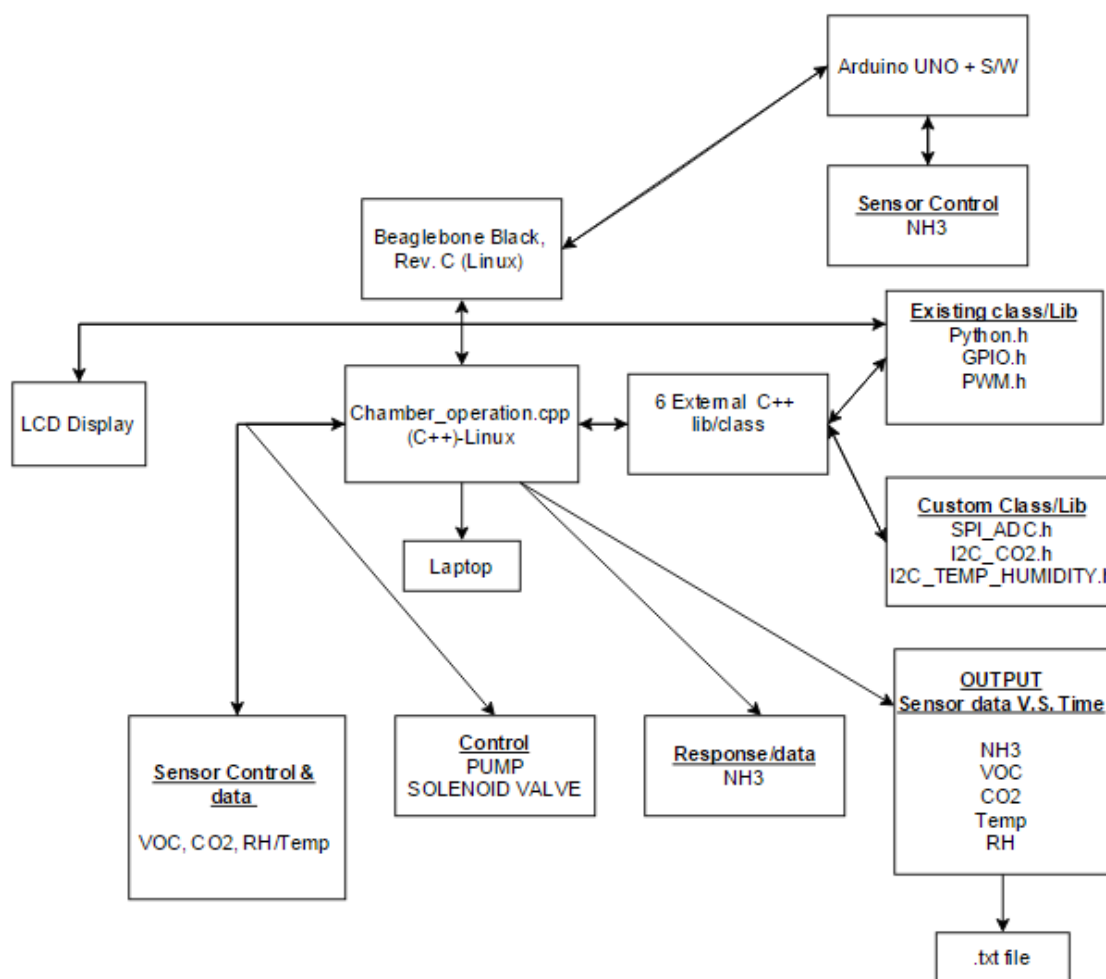 Arduino UNO + S/W
Sensor Control
NH3
Beaglebone Black,
Rev. C (Linux)
Existing class/Lib
Python.h
GPIO.h
PWM.h
LCD Display
Chamber_operation.cpp
(C++)-Linux
6 External C++
lib/class
Custom Class/Lib
SPI_ADC.h
I2C_CO2.h
I2C_TEMP_HUMIDITY.h
Laptop
Sensor Control &
data
VOC, CO2, RH/Temp
Control
PUMP
SOLENOID VALVE
Response/data
NH3
OUTPUT
Sensor data V.S. Time
NH3
VOC
CO2
Temp
RH
.txt file